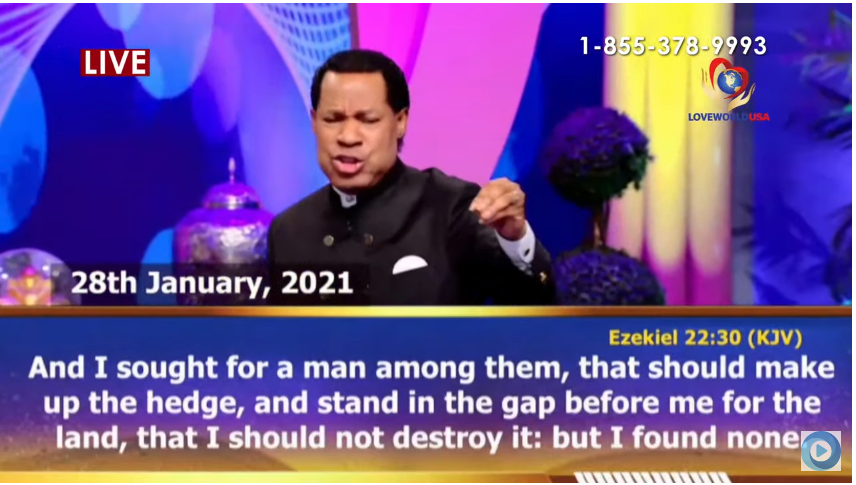 LIVE
1-855-378-9993
LOVEWORLDUSA
28th January, 2021
Ezekiel 22:30 (KJV)
And I sought for a man among them, that should make
up the hedge, and stand in the gap before me for the
land, that I should not destroy it: but I found none